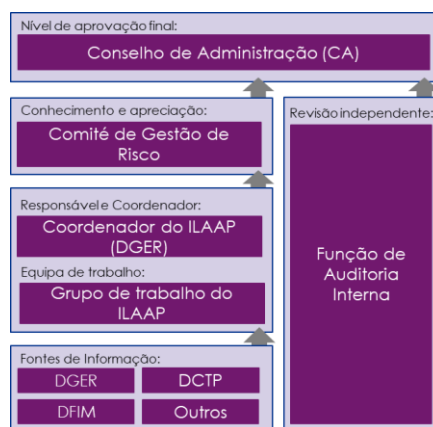 Nível de aprovação final:
Conselho de Administração (CA)
Conhecimento e apreciação:
Comité de Gestão de
Risco
Revisão independente:
Função de
Auditoria
Interna
Responsável e Coordenador:
Coordenador do ILAAP
(DGER)
Equipa de trabalho:
Grupo de trabalho do
ILAAP
Fontes de Informação:
DGER
DCTP
DFIM
Outros